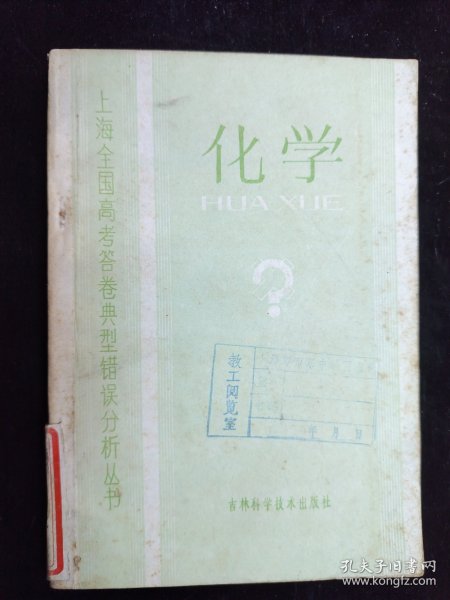 上海全国高考答卷典型错误分析丛书
化学
HUA XUE
?
教工阅览室
年 月 日
吉林科学技术出版社
孔夫子旧书网
www.kongfz.com